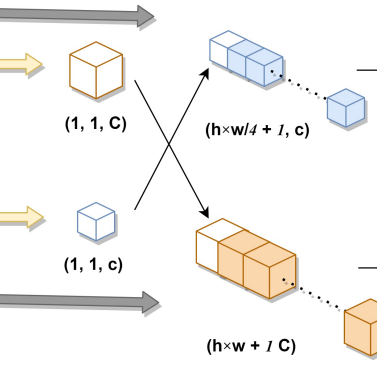 (1, 1, C)
(h×w/4 + 1, c)
(1, 1, c)
(h×w + 1 C)